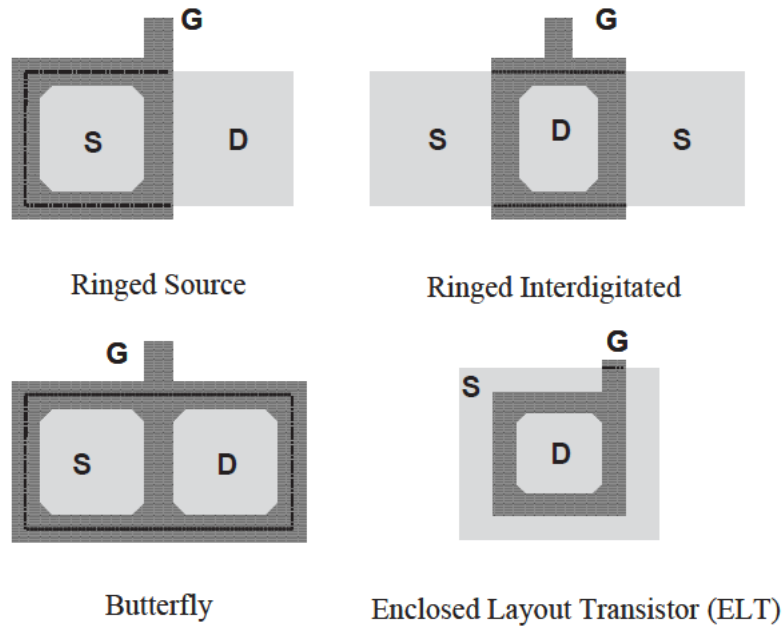 G
S
D
Ringed Source
G
S
D
S
Ringed Interdigitated
G
S
D
Butterfly
G
S
D
Enclosed Layout Transistor (ELT)